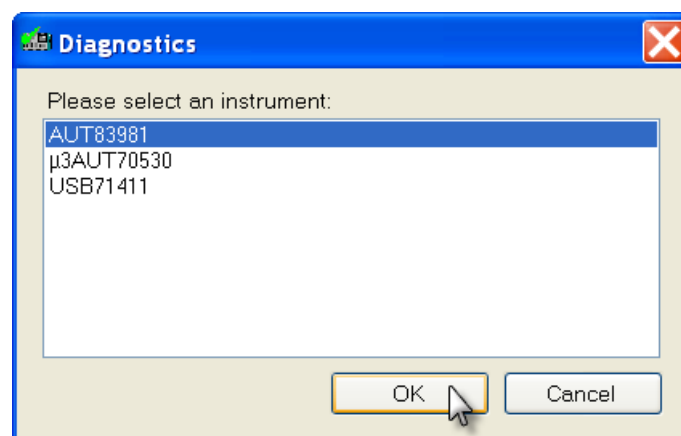 Diagnostics
Please select an instrument:
AUT83981
µ3AUT70530
USB71411
OK
Cancel